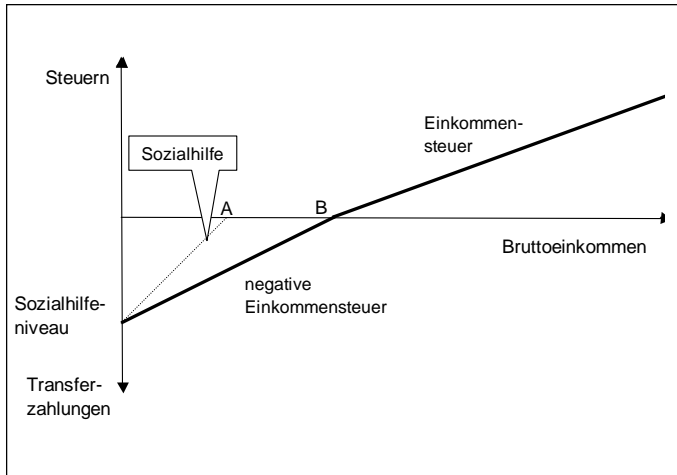 Steuern
Einkommen-
steuer
Sozialhilfe
A
B
Bruttoeinkommen
negative
Einkommensteuer
Sozialhilfe-
niveau
Transfer-
zahlungen